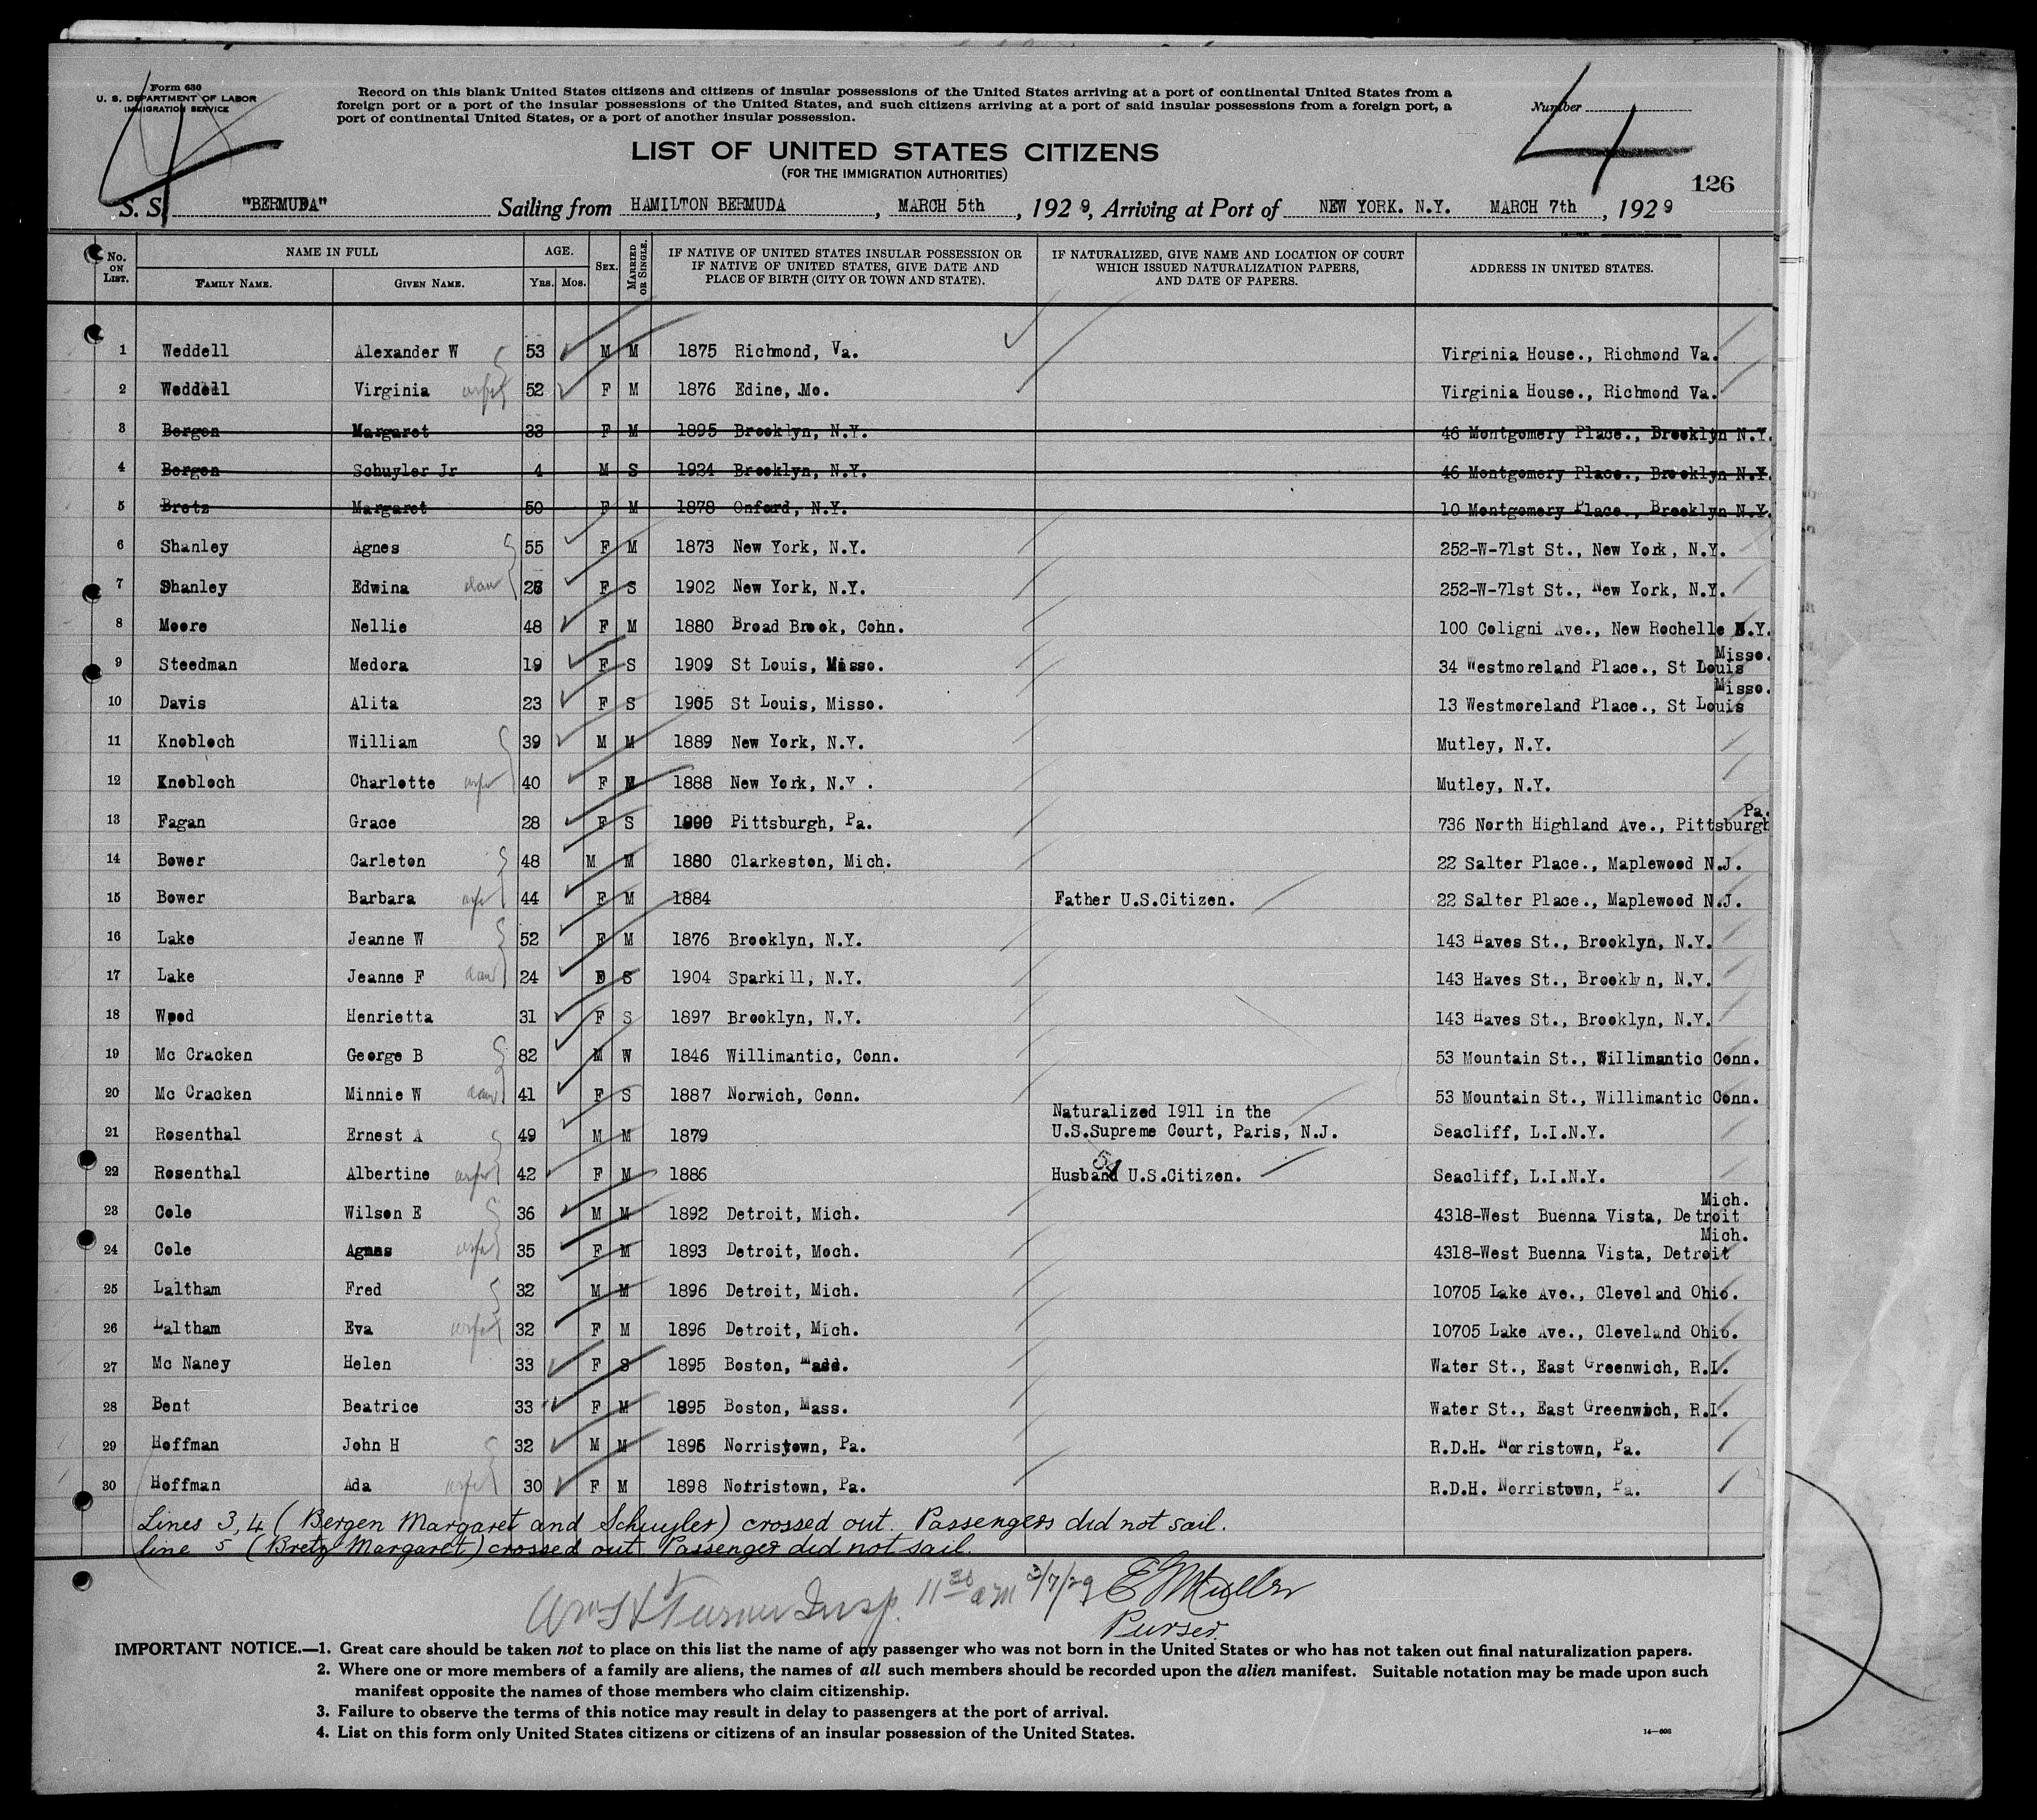 Form 630
U. S. DEPARTMENT OF LABOR
IMMIGRATION SERVICE
Record on this blank United States citizens and citizens of insular possessions of the United States arriving at a port of continental United States from a
foreign port or a port of the insular possessions of the United States, and such citizens arriving at a port of said insular possessions from a foreign port, a
port of continental United States, or a port of another insular possession.
Number
4
4
LIST OF UNITED STATES CITIZENS
(FOR THE IMMIGRATION AUTHORITIES)
126
S. S. "BERMUDA" Sailing from HAMILTON BERMUDA, MARCH 5th, 1929, Arriving at Port of NEW YORK. N.Y. MARCH 7th, 1929
No. ON LIST. NAME IN FULL FAMILY NAME. GIVEN NAME. AGE. YRS. MOS. SEX. MARRIED OR SINGLE. IF NATIVE OF UNITED STATES INSULAR POSSESSION OR IF NATIVE OF UNITED STATES, GIVE DATE AND PLACE OF BIRTH (CITY OR TOWN AND STATE). IF NATURALIZED, GIVE NAME AND LOCATION OF COURT WHICH ISSUED NATURALIZATION PAPERS, AND DATE OF PAPERS. ADDRESS IN UNITED STATES.
1 Weddell Alexander W 53 M M 1875 Richmond, Va. Virginia House., Richmond Va.
2 Weddell Virginia wife 52 F M 1876 Edine, Mo. Virginia House., Richmond Va.
3 Bergen Margaret 33 F M 1895 Brooklyn, N.Y. 46 Montgomery Place., Brooklyn N.Y.
4 Bergen Schuyler Jr 4 M S 1924 Brooklyn, N.Y. 46 Montgomery Place., Brooklyn N.Y.
5 Bretz Margaret 50 F M 1878 Onford, N.Y. 10 Montgomery Place., Brooklyn N.Y.
6 Shanley Agnes 55 F M 1873 New York, N.Y. 252-W-71st St., New York, N.Y.
7 Shanley Edwina dau 26 F S 1902 New York, N.Y. 252-W-71st St., New York, N.Y.
8 Moore Nellie 48 F M 1880 Broad Brook, Cohn. 100 Coligni Ave., New Rochelle N.Y.
9 Steedman Medora 19 F S 1909 St Louis, Misso. 34 Westmoreland Place., St Louis Misso.
10 Davis Alita 23 F S 1905 St Louis, Misso. 13 Westmoreland Place., St Louis Misso.
11 Knobloch William 39 M M 1889 New York, N.Y. Mutley, N.Y.
12 Knobloch Charlotte wife 40 F M 1888 New York, N.Y. Mutley, N.Y.
13 Fagan Grace 28 F S 1900 Pittsburgh, Pa. 736 North Highland Ave., Pittsburgh Pa.
14 Bower Carleton 48 M M 1880 Clarkeston, Mich. 22 Salter Place., Maplewood N.J.
15 Bower Barbara wife 44 F M 1884 Father U.S.Citizen. 22 Salter Place., Maplewood N.J.
16 Lake Jeanne W 52 F M 1876 Brooklyn, N.Y. 143 Haves St., Brooklyn, N.Y.
17 Lake Jeanne F dau 24 F S 1904 Sparkill, N.Y. 143 Haves St., Brooklyn, N.Y.
18 Wood Henrietta 31 F S 1897 Brooklyn, N.Y. 143 Haves St., Brooklyn, N.Y.
19 Mc Cracken George B 82 M W 1846 Willimantic, Conn. 53 Mountain St., Willimantic Conn.
20 Mc Cracken Minnie W dau 41 F S 1887 Norwich, Conn. 53 Mountain St., Willimantic Conn.
21 Rosenthal Ernest A 49 M M 1879 Naturalized 1911 in the U.S.Supreme Court, Paris, N.J. Seacliff, L.I.N.Y.
22 Rosenthal Albertine wife 42 F M 1886 Husband U.S.Citizen. Seacliff, L.I.N.Y.
23 Cole Wilson E 36 M M 1892 Detroit, Mich. 4318-West Buenna Vista, Detroit Mich.
24 Cole Agnes wife 35 F M 1893 Detroit, Moch. 4318-West Buenna Vista, Detroit Mich.
25 Laltham Fred 32 M M 1896 Detroit, Mich. 10705 Lake Ave., Cleveland Ohio.
26 Laltham Eva wife 32 F M 1896 Detroit, Mich. 10705 Lake Ave., Cleveland Ohio.
27 Mc Naney Helen 33 F S 1895 Boston, Mass. Water St., East Greenwich, R.I.
28 Bent Beatrice 33 F M 1895 Boston, Mass. Water St., East Greenwich, R.I.
29 Hoffman John H 32 M M 1896 Norristown, Pa. R.D.H. Norristown, Pa.
30 Hoffman Ada wife 30 F M 1898 Notristown, Pa. R.D.H. Norristown, Pa.
Lines 3,4 (Bergen Margaret and Schuyler) crossed out. Passengers did not sail.
line 5 (Bretz Margaret) crossed out. Passenger did not sail.
Wm H Turner Insp. 11 30 am 3/7/29 E Muller
Purser.
IMPORTANT NOTICE.—1. Great care should be taken not to place on this list the name of any passenger who was not born in the United States or who has not taken out final naturalization papers.
2. Where one or more members of a family are aliens, the names of all such members should be recorded upon the alien manifest. Suitable notation may be made upon such
manifest opposite the names of those members who claim citizenship.
3. Failure to observe the terms of this notice may result in delay to passengers at the port of arrival.
4. List on this form only United States citizens or citizens of an insular possession of the United States.
14—606